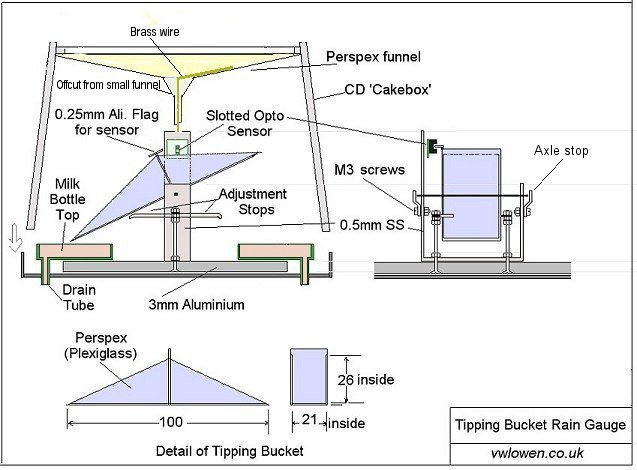 Brass wire
Perspex funnel
Offcut from small funnel
CD 'Cakebox'
0.25mm Ali. Flag
for sensor
Slotted Opto
Sensor
Axle stop
M3 screws
Milk
Bottle
Top
Adjustment
Stops
0.5mm SS
Drain
Tube
3mm Aluminium
Perspex
(Plexiglass)
26 inside
100
21 inside
Detail of Tipping Bucket
Tipping Bucket Rain Gauge
vwlowen.co.uk